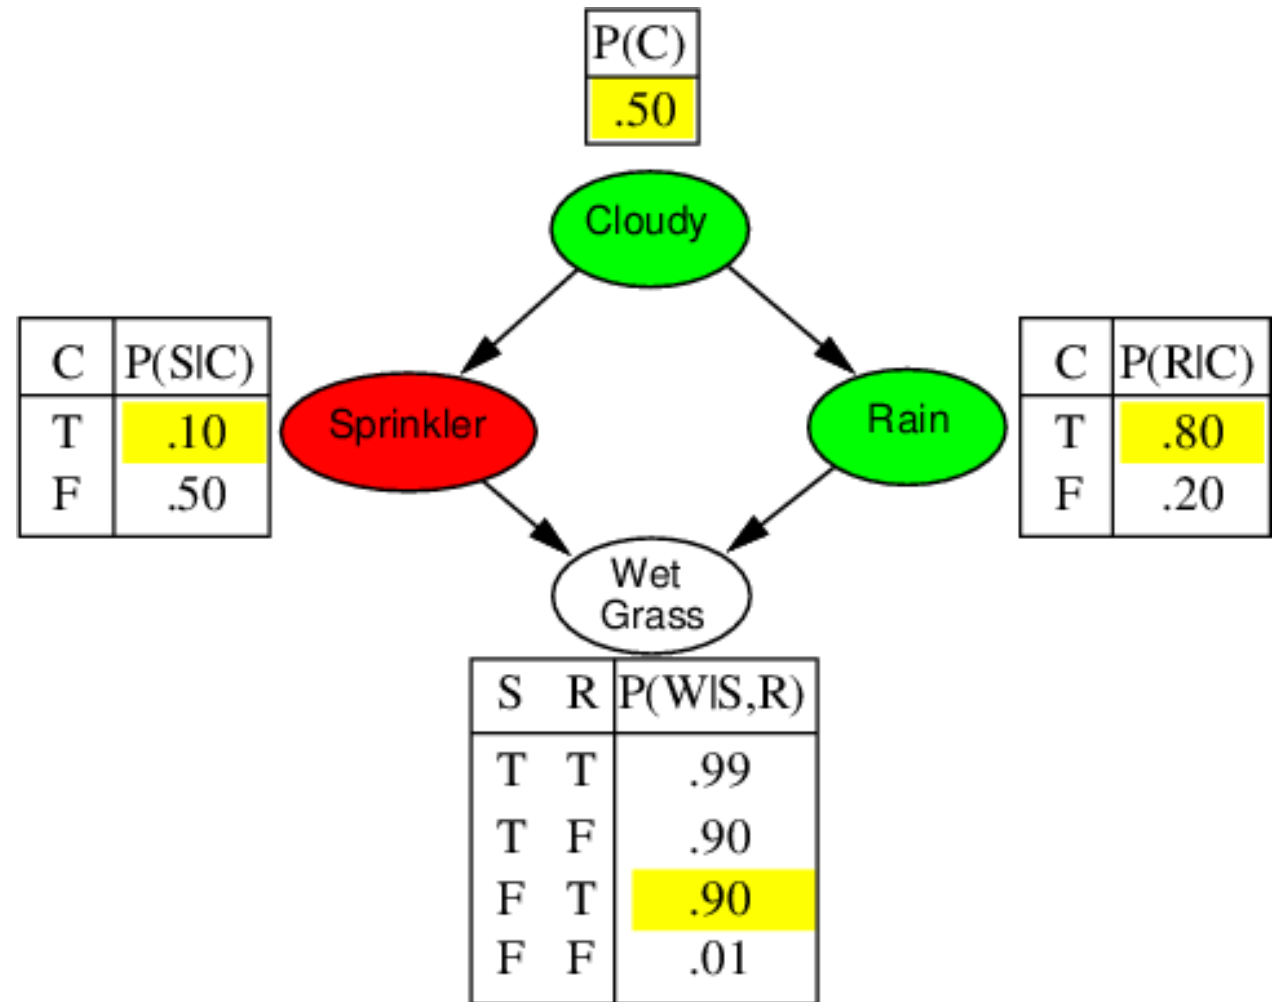 P(C)
.50
Cloudy
C P(S|C)
T .10
F .50
Sprinkler
Rain
C P(R|C)
T .80
F .20
Wet
Grass
S R P(W|S,R)
T T .99
T F .90
F T .90
F F .01